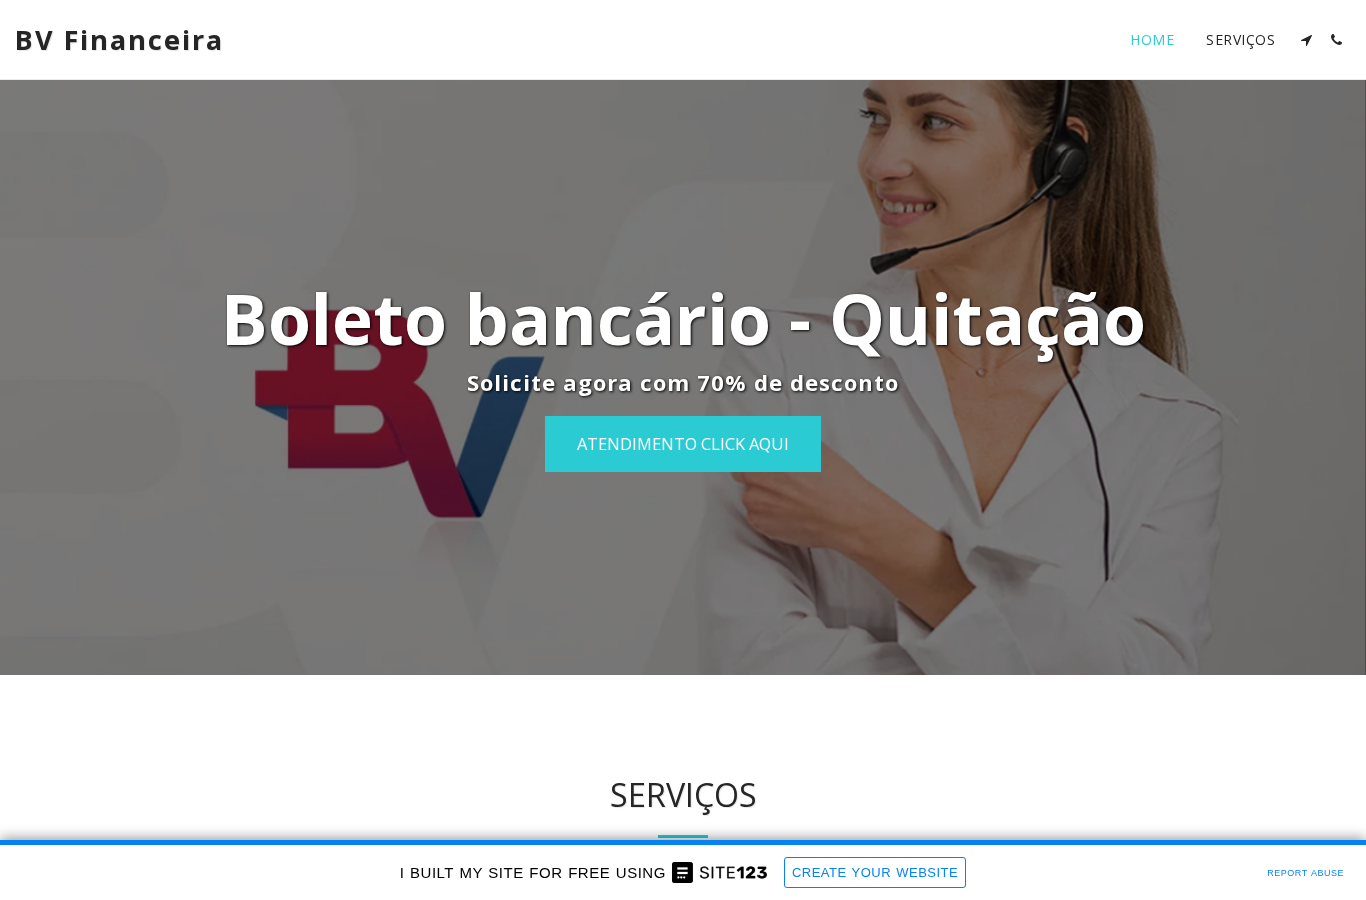 BV Financeira
HOME
SERVIÇOS
BV
Boleto bancário - Quitação
Solicite agora com 70% de desconto
ATENDIMENTO CLICK AQUI
SERVIÇOS
I BUILT MY SITE FOR FREE USING SITE123
CREATE YOUR WEBSITE
REPORT ABUSE